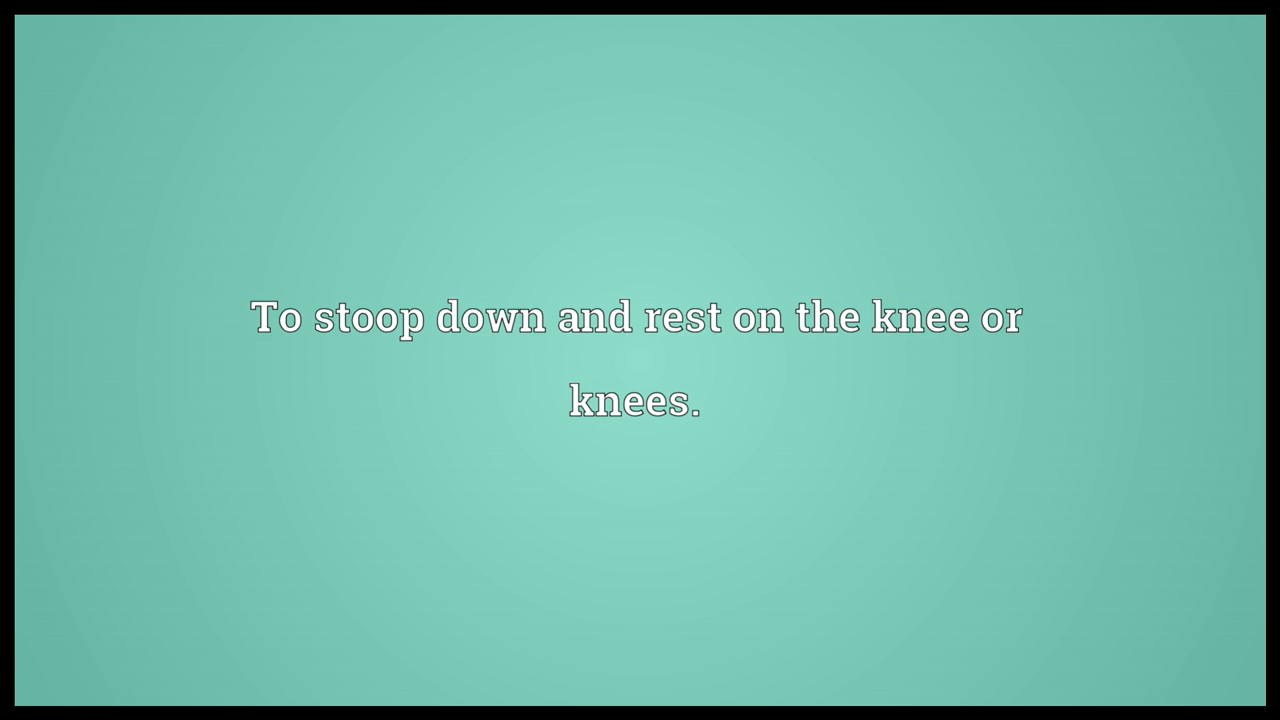 To stoop down and rest on the knee or
knees.